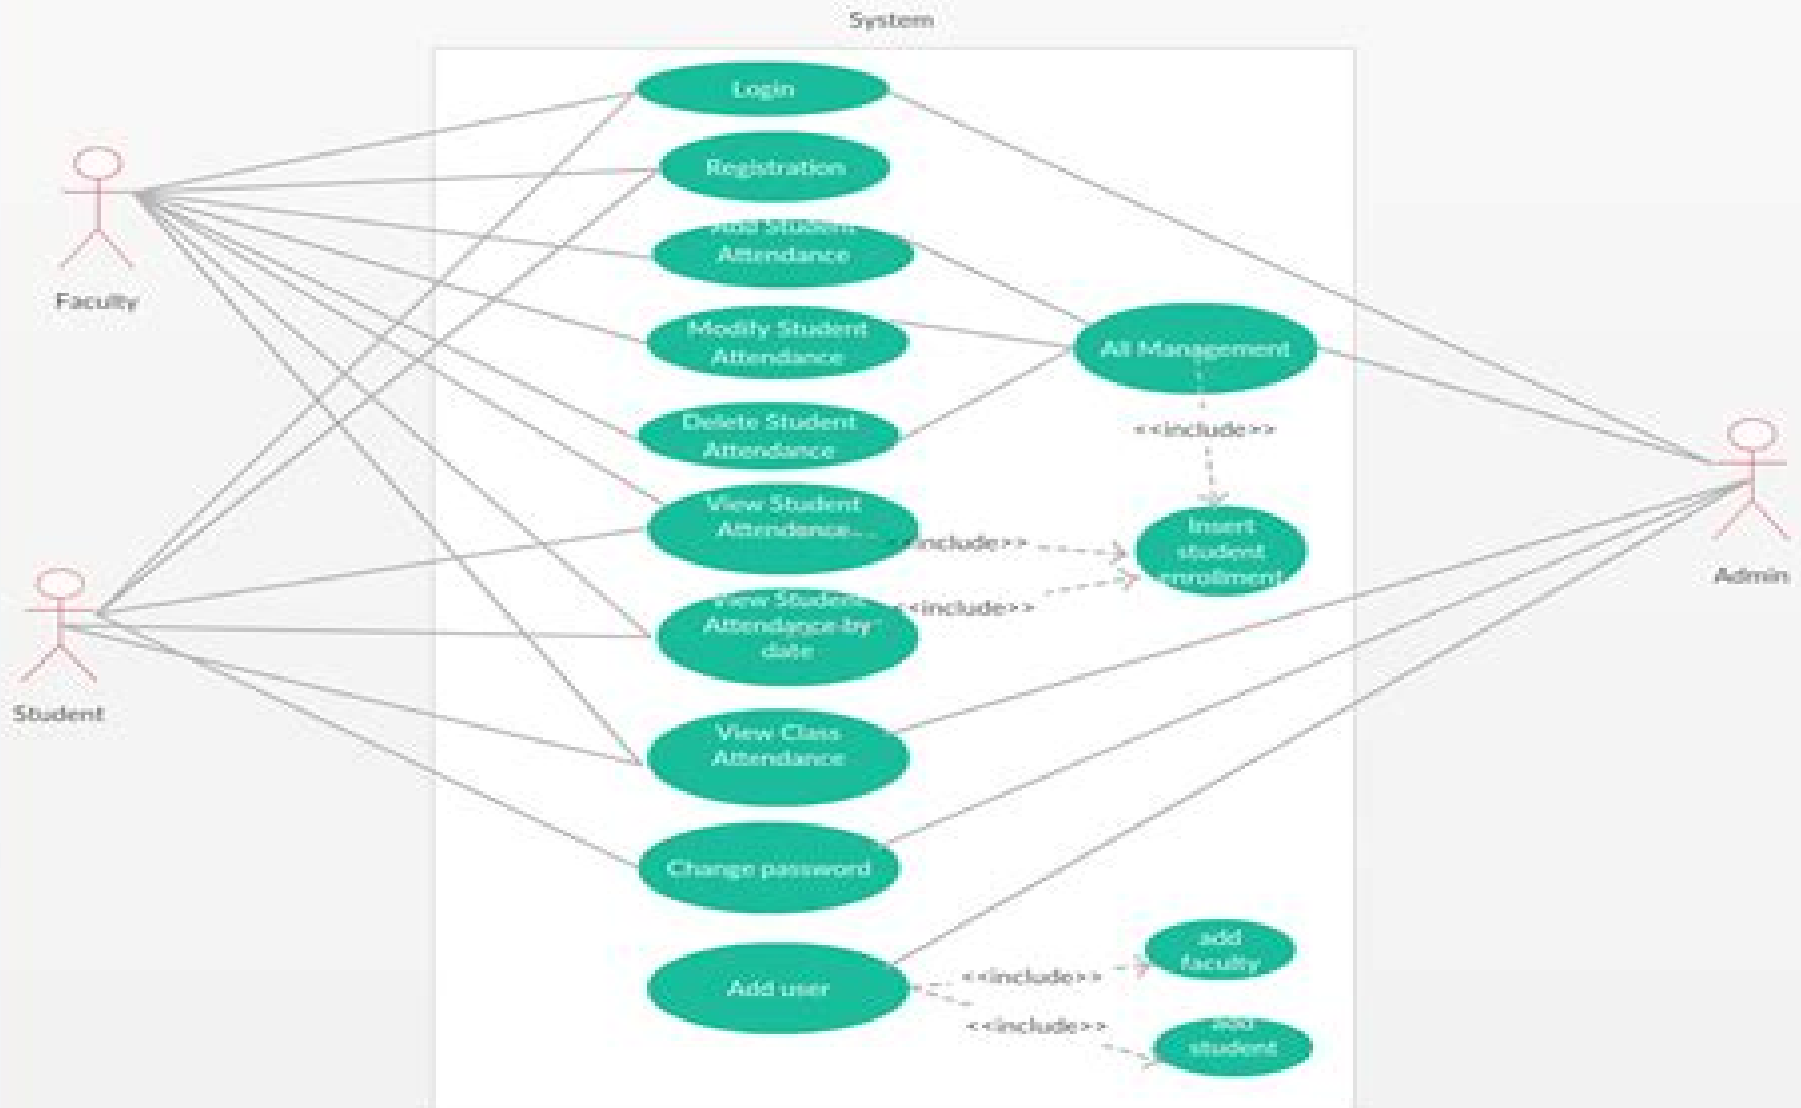 System
Login
Registration
Add Student
Attendance
Modify Student
Attendance
Delete Student
Attendance
View Student
Attendence
View Student
Attendance by
date
View Class
Attendance
Change password
Add user
All Management
<<include>>
Insert
student
enrollment
<<include>>
<<include>>
add
faculty
<<include>>
<<include>>
add
student
Faculty
Student
Admin